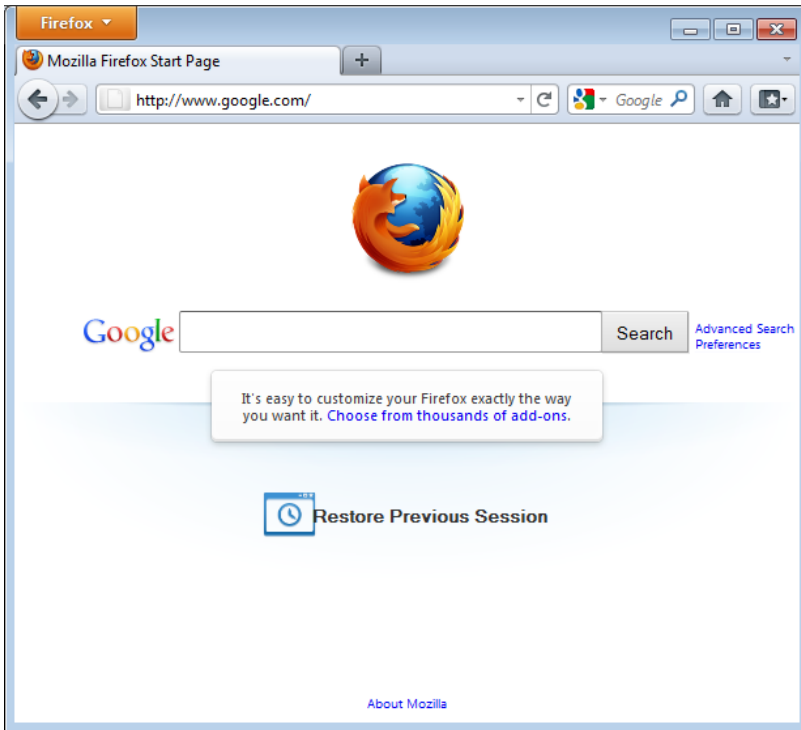 Firefox
Mozilla Firefox Start Page
http://www.google.com/
Google
Google
Search
Advanced Search
Preferences
It's easy to customize your Firefox exactly the way
you want it. Choose from thousands of add-ons.
Restore Previous Session
About Mozilla